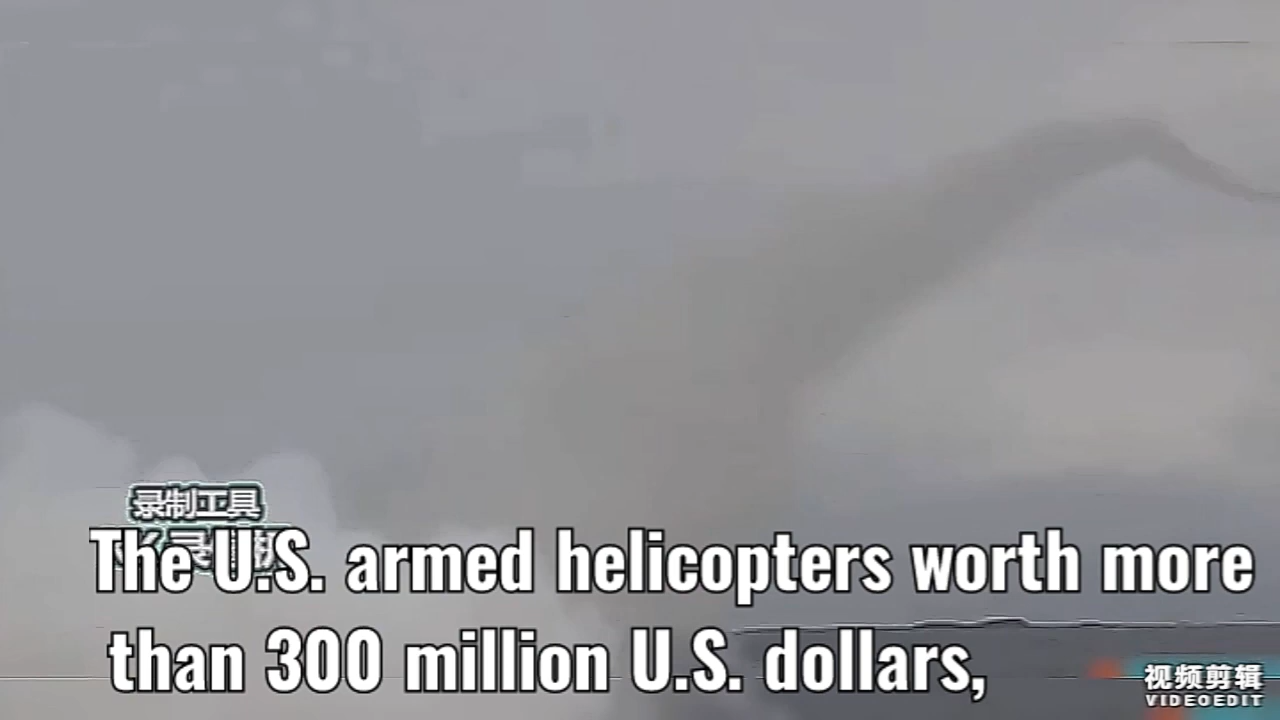 录制工具
The U.S. armed helicopters worth more
than 300 million U.S. dollars,
视频剪辑
VIDEOEDIT